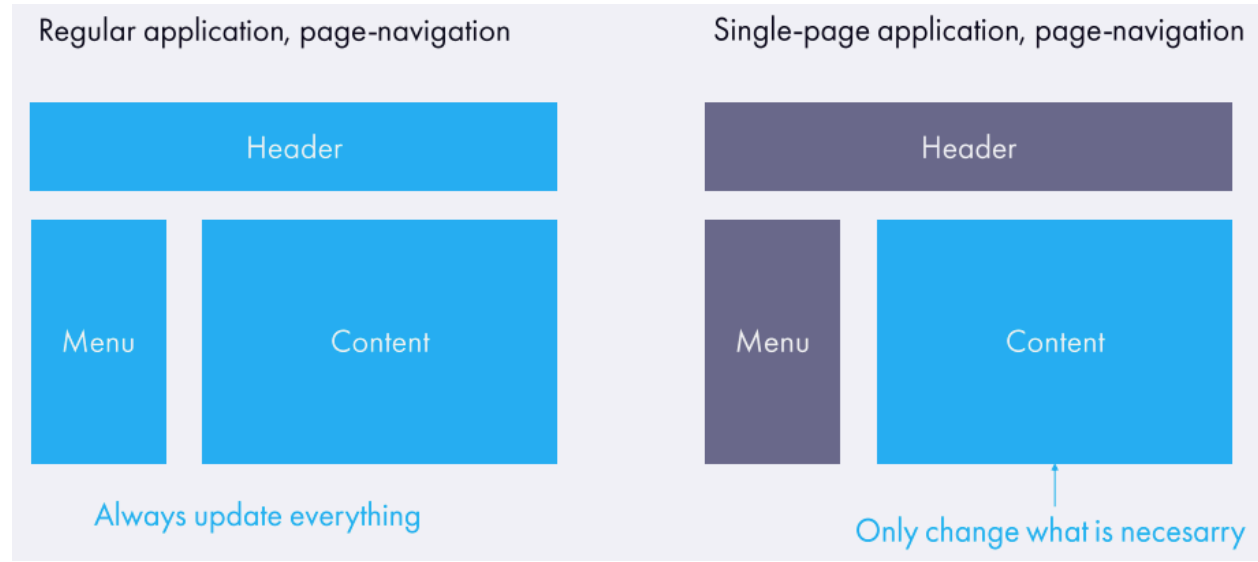 Regular application, page-navigation
Header
Menu
Content
Always update everything
Single-page application, page-navigation
Header
Menu
Content
Only change what is necesarry